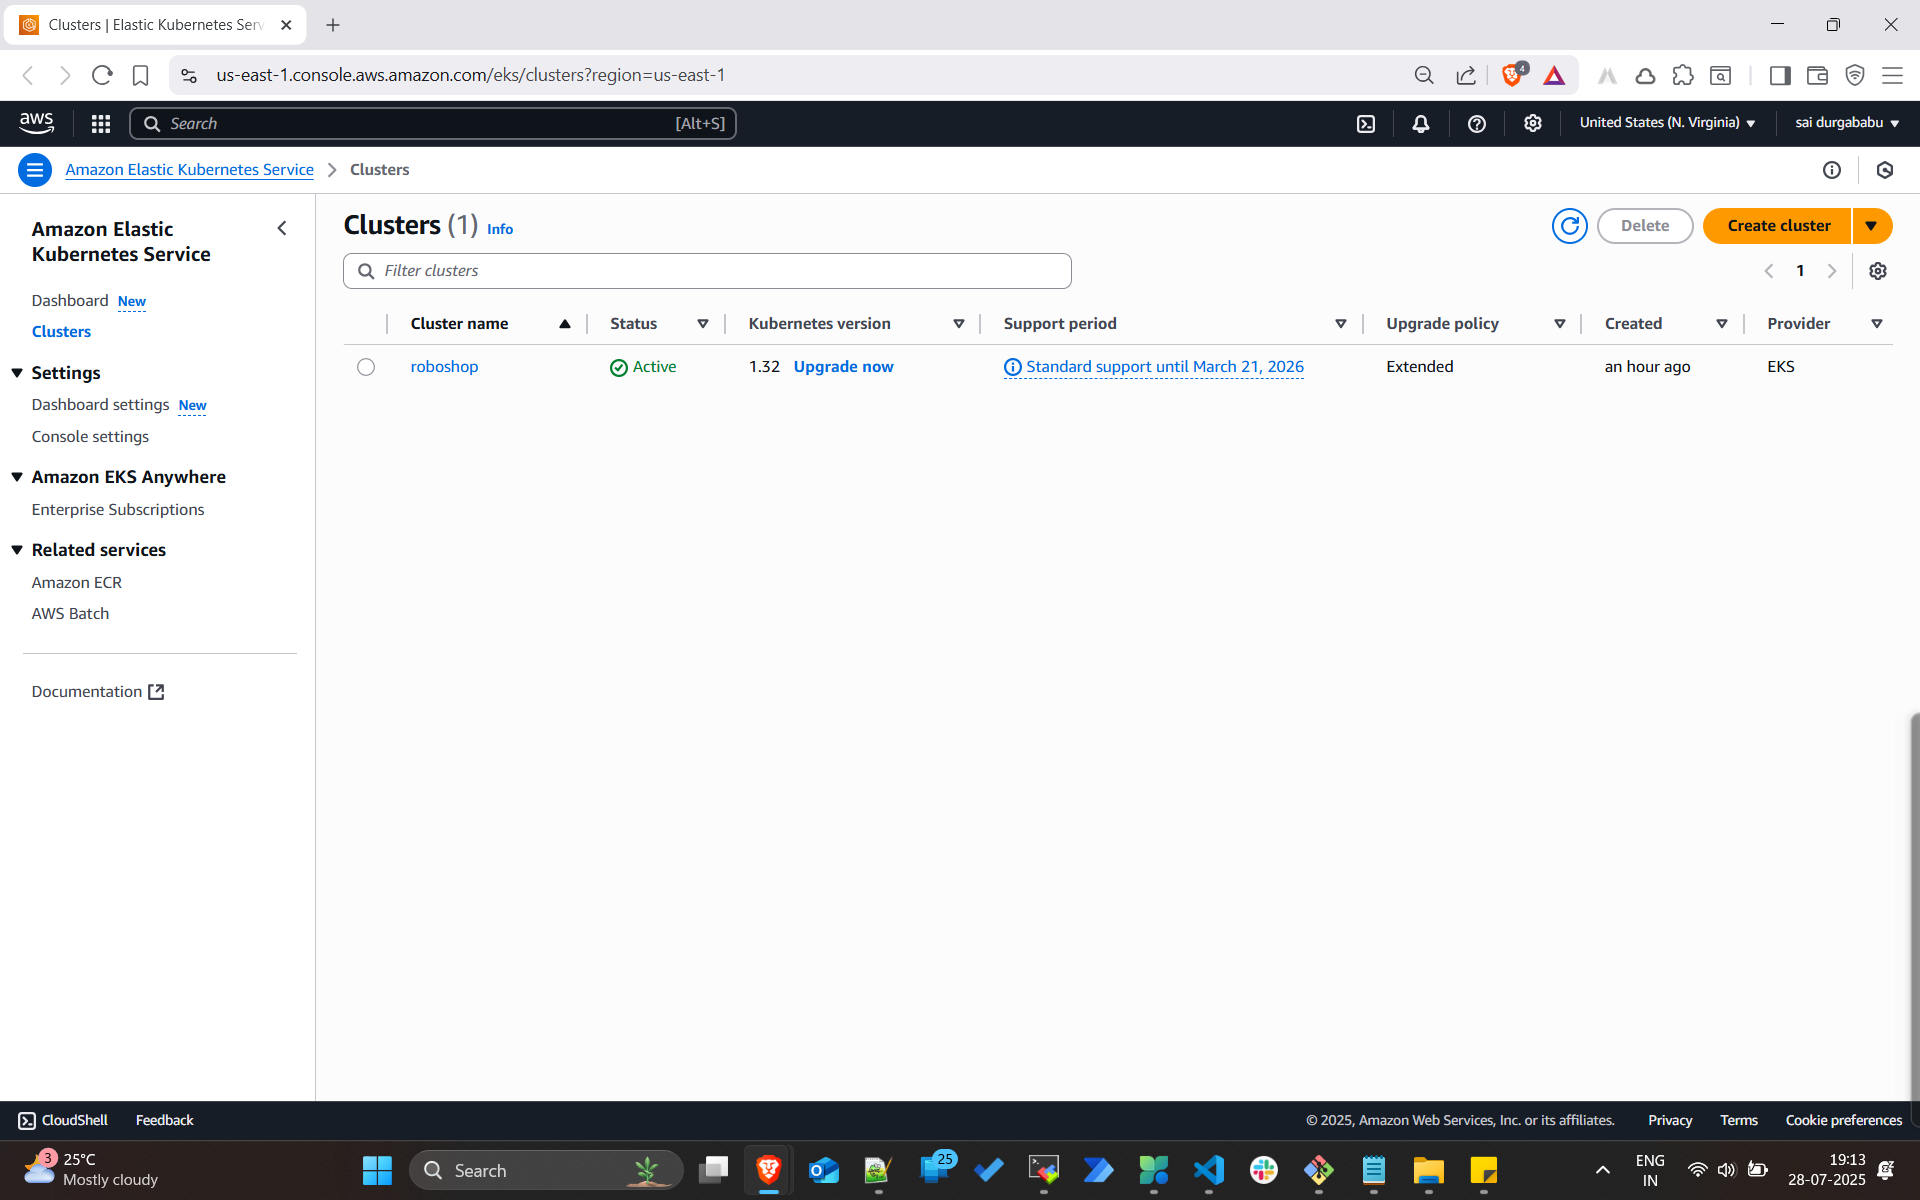 Clusters | Elastic Kubernetes Serv
us-east-1.console.aws.amazon.com/eks/clusters?region=us-east-1
4
aws
Search
[Alt+S]
United States (N. Virginia)
sai durgababu
Amazon Elastic Kubernetes Service
Clusters
Amazon Elastic
Kubernetes Service
Dashboard New
Clusters
Settings
Dashboard settings New
Console settings
Amazon EKS Anywhere
Enterprise Subscriptions
Related services
Amazon ECR
AWS Batch
Documentation
Clusters (1) Info
Delete
Create cluster
Filter clusters
1
Cluster name Status Kubernetes version Support period Upgrade policy Created Provider
roboshop Active 1.32 Upgrade now Standard support until March 21, 2026 Extended an hour ago EKS
CloudShell Feedback
© 2025, Amazon Web Services, Inc. or its affiliates. Privacy Terms Cookie preferences
3
25°C
Mostly cloudy
Search
25
ENG
IN
19:13
28-07-2025